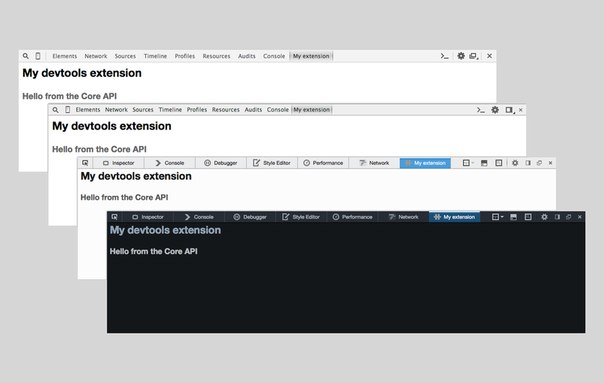 Elements Network Sources Timeline Profiles Resources Audits Console My extension
My devtools extension
Hello from the Core API
Elements Network Sources Timeline Profiles Resources Audits Console My extension
My devtools extension
Hello from the Core API
Inspector Console Debugger Style Editor Performance Network My extension
My devtools extension
Hello from the Core API
Inspector Console Debugger Style Editor Performance Network My extension
My devtools extension
Hello from the Core API